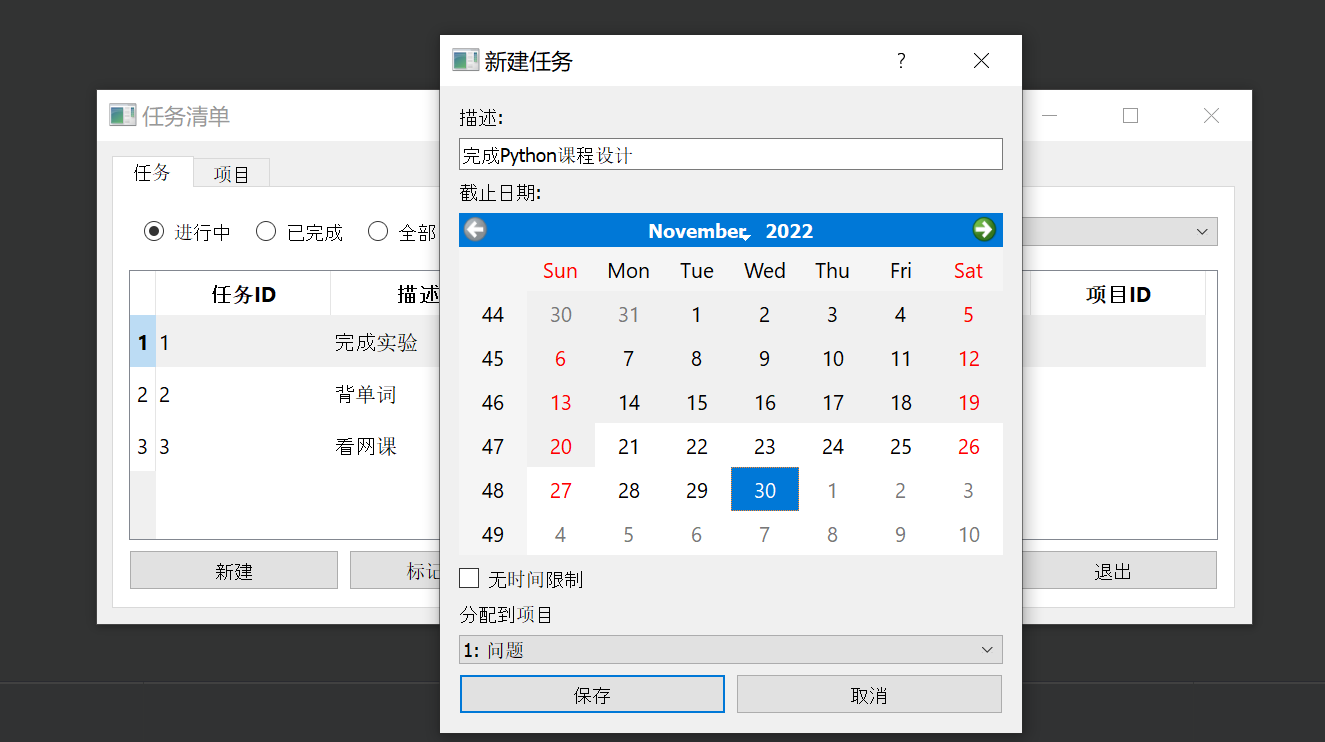 新建任务
?
任务清单
描述:
完成Python课程设计
截止日期:
任务 项目
进行中 已完成 全部
November, 2022
Sun Mon Tue Wed Thu Fri Sat
44 30 31 1 2 3 4 5
45 6 7 8 9 10 11 12
46 13 14 15 16 17 18 19
47 20 21 22 23 24 25 26
48 27 28 29 30 1 2 3
49 4 5 6 7 8 9 10
任务ID 描述 项目ID
1 1 完成实验
2 2 背单词
3 3 看网课
新建 标记 退出
无时间限制
分配到项目
1: 问题
保存 取消